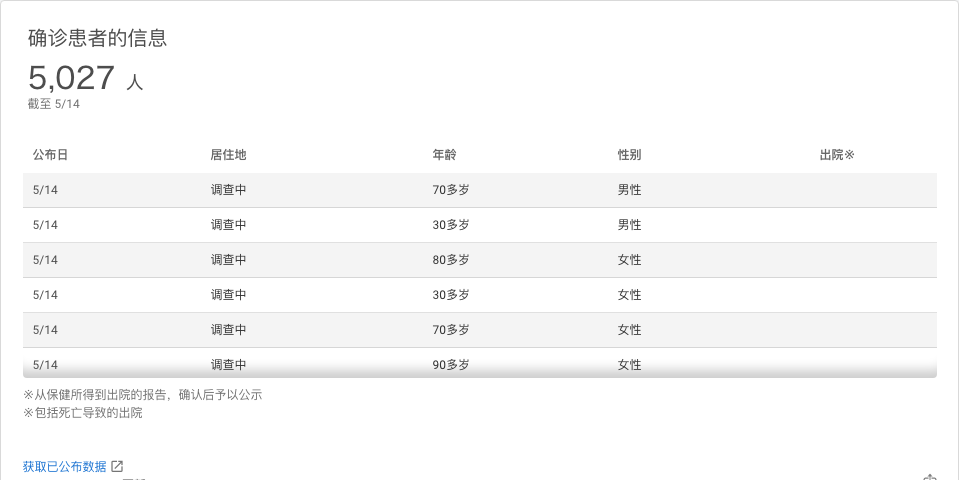 确诊患者的信息
5,027 人
截至 5/14
公布日 居住地 年龄 性别 出院※
5/14 调查中 70多岁 男性
5/14 调查中 30多岁 男性
5/14 调查中 80多岁 女性
5/14 调查中 30多岁 女性
5/14 调查中 70多岁 女性
5/14 调查中 90多岁 女性
※从保健所得到出院的报告，确认后予以公示
※包括死亡导致的出院
获取已公布数据